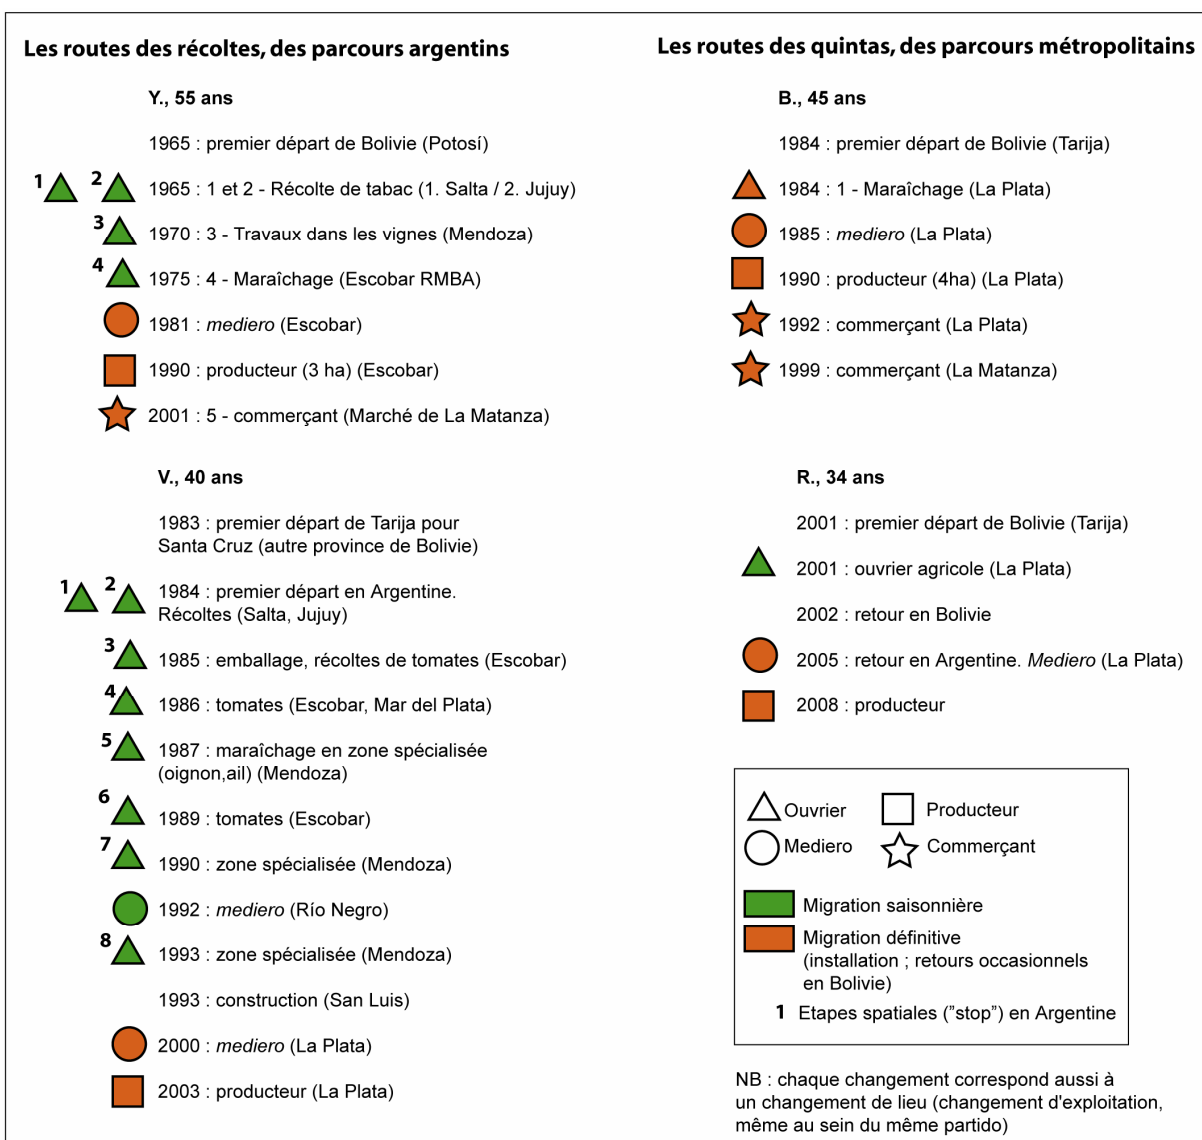 Les routes des récoltes, des parcours argentins
Y., 55 ans
1965 : premier départ de Bolivie (Potosí)
1 2 1965 : 1 et 2 - Récolte de tabac (1. Salta / 2. Jujuy)
3 1970 : 3 - Travaux dans les vignes (Mendoza)
4 1975 : 4 - Maraîchage (Escobar RMBA)
1981 : mediero (Escobar)
1990 : producteur (3 ha) (Escobar)
2001 : 5 - commerçant (Marché de La Matanza)
V., 40 ans
1983 : premier départ de Tarija pour
Santa Cruz (autre province de Bolivie)
1 2 1984 : premier départ en Argentine.
Récoltes (Salta, Jujuy)
3 1985 : emballage, récoltes de tomates (Escobar)
4 1986 : tomates (Escobar, Mar del Plata)
5 1987 : maraîchage en zone spécialisée
(oignon,ail) (Mendoza)
6 1989 : tomates (Escobar)
7 1990 : zone spécialisée (Mendoza)
1992 : mediero (Río Negro)
8 1993 : zone spécialisée (Mendoza)
1993 : construction (San Luis)
2000 : mediero (La Plata)
2003 : producteur (La Plata)
Les routes des quintas, des parcours métropolitains
B., 45 ans
1984 : premier départ de Bolivie (Tarija)
1984 : 1 - Maraîchage (La Plata)
1985 : mediero (La Plata)
1990 : producteur (4ha) (La Plata)
1992 : commerçant (La Plata)
1999 : commerçant (La Matanza)
R., 34 ans
2001 : premier départ de Bolivie (Tarija)
2001 : ouvrier agricole (La Plata)
2002 : retour en Bolivie
2005 : retour en Argentine. Mediero (La Plata)
2008 : producteur
Ouvrier Producteur
Mediero Commerçant
Migration saisonnière
Migration définitive
(installation ; retours occasionnels
en Bolivie)
1 Etapes spatiales ("stop") en Argentine
NB : chaque changement correspond aussi à
un changement de lieu (changement d'exploitation,
même au sein du même partido)